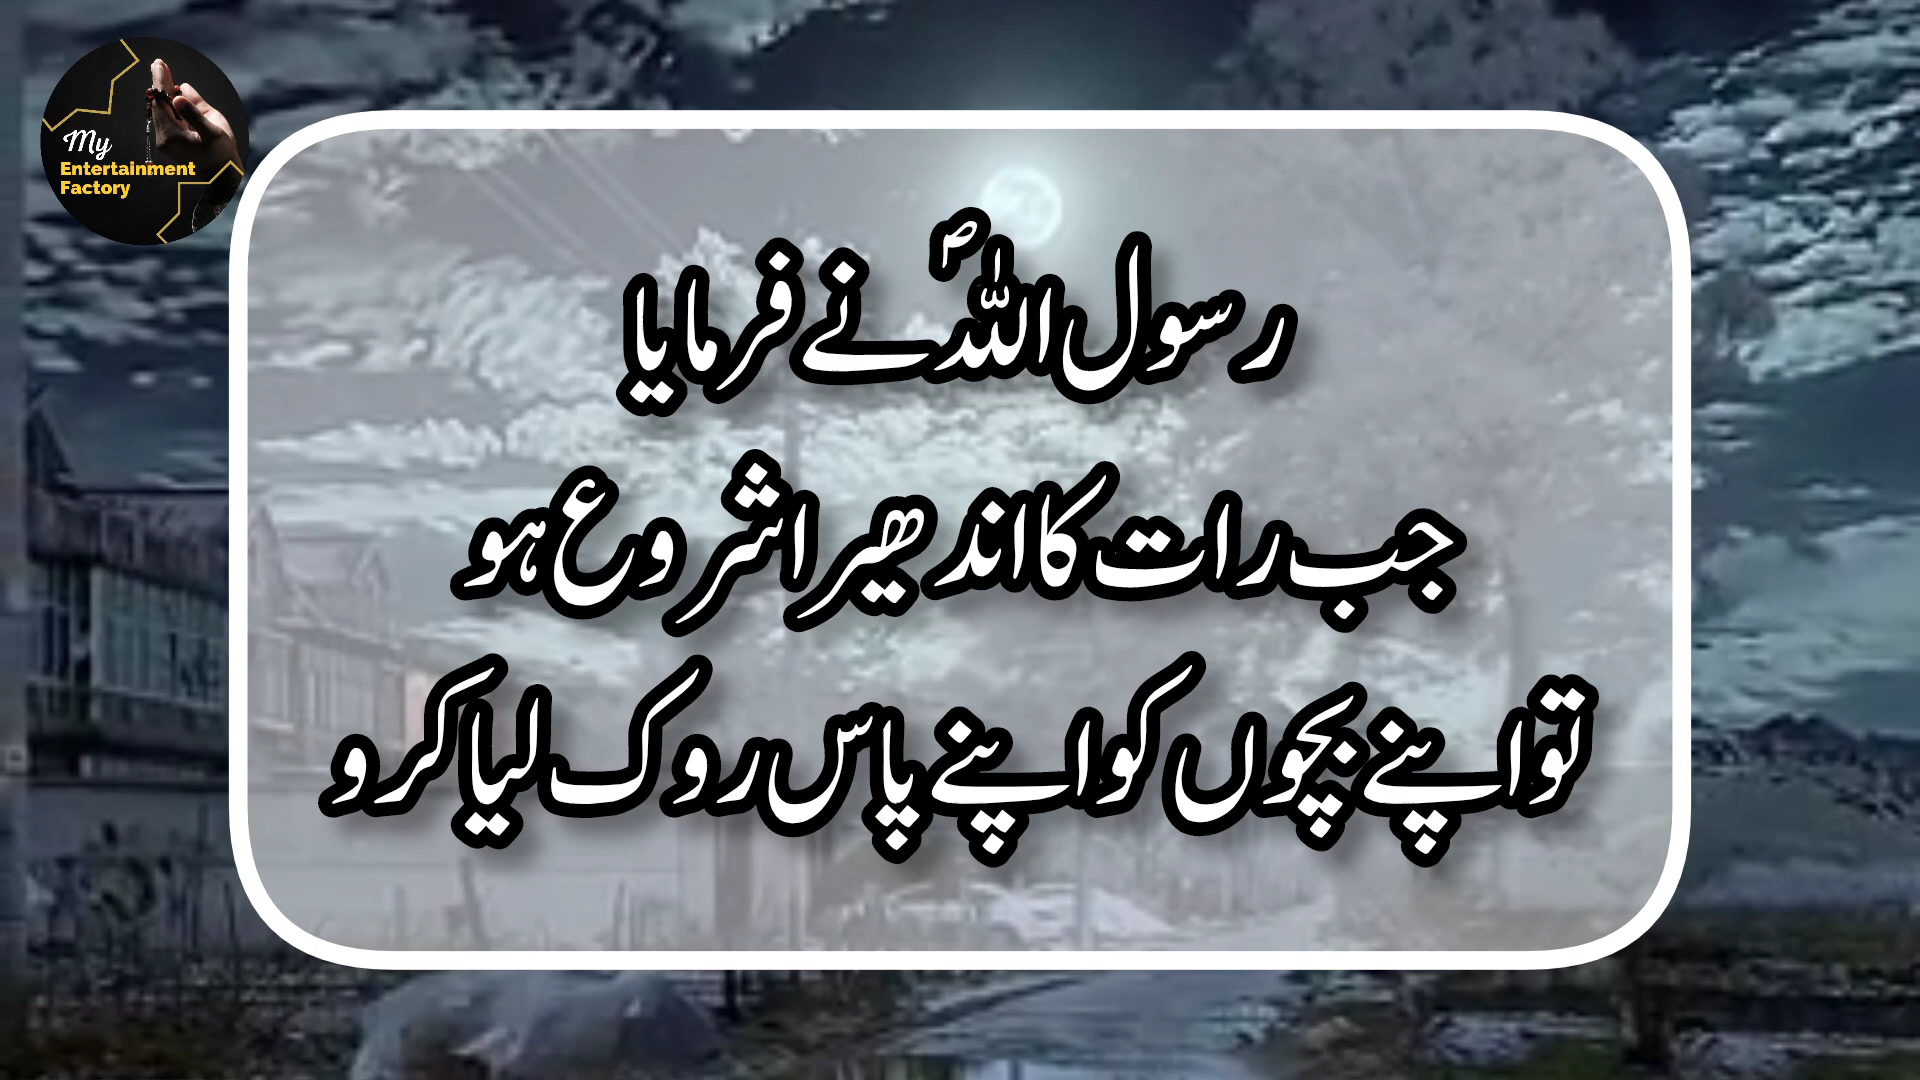 My
Entertainment
Factory
رسول اللہؐ نے فرمایا
جب رات کا اندھیرا شروع ہو
تو اپنے بچوں کو اپنے پاس روک لیا کرو